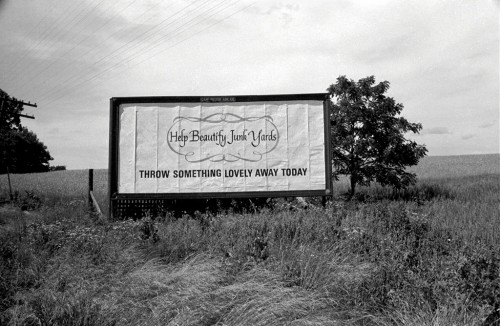 Help Beautify Junk Yards
THROW SOMETHING LOVELY AWAY TODAY